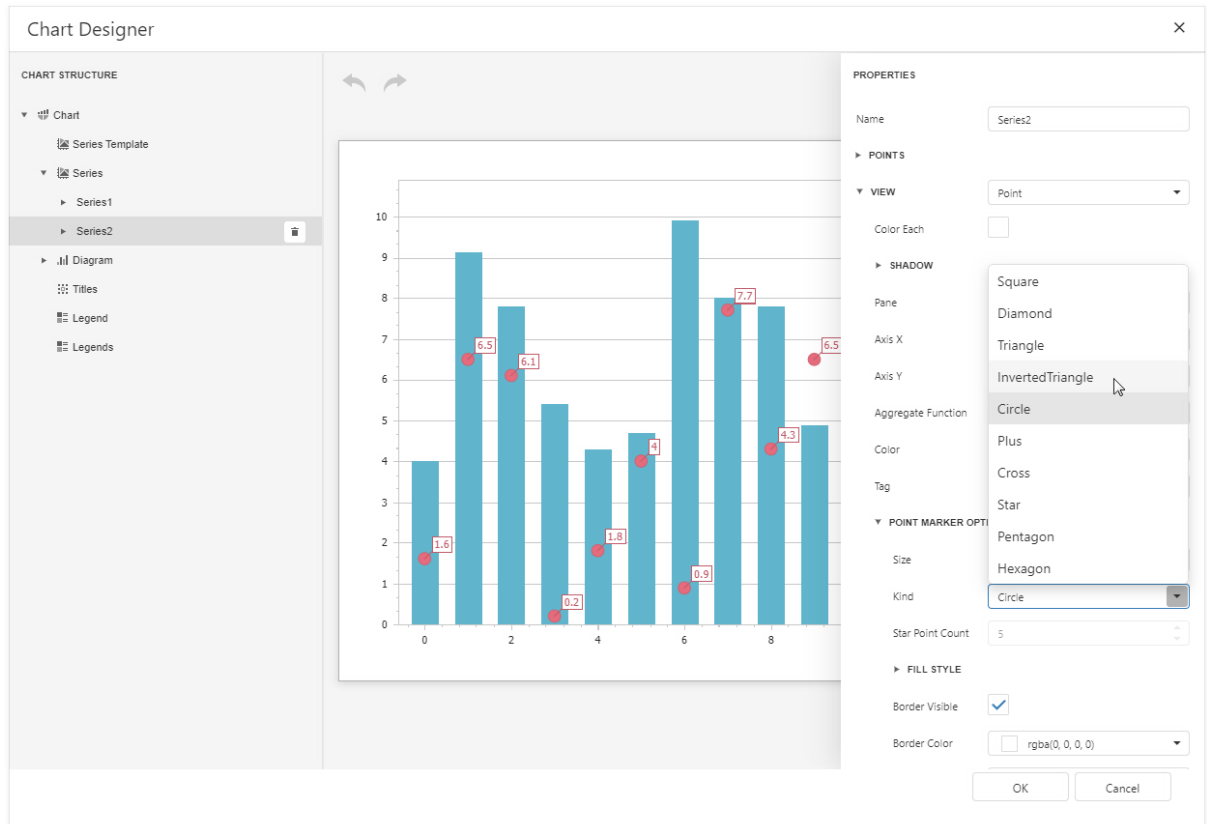 Chart Designer
CHART STRUCTURE
Chart
Series Template
Series
Series1
Series2
Diagram
Titles
Legend
Legends
10
9
8
7
6
5
4
3
2
1
0
0
2
4
6
8
1.6
6.5
6.1
0.2
1.8
4
0.9
7.7
4.3
6.5
PROPERTIES
Name Series2
POINTS
VIEW Point
Color Each
SHADOW
Pane
Axis X
Axis Y
Aggregate Function
Color
Tag
POINT MARKER OPTI
Size
Square
Diamond
Triangle
InvertedTriangle
Circle
Plus
Cross
Star
Pentagon
Hexagon
Kind Circle
Star Point Count 5
FILL STYLE
Border Visible
Border Color rgba(0, 0, 0, 0)
OK Cancel